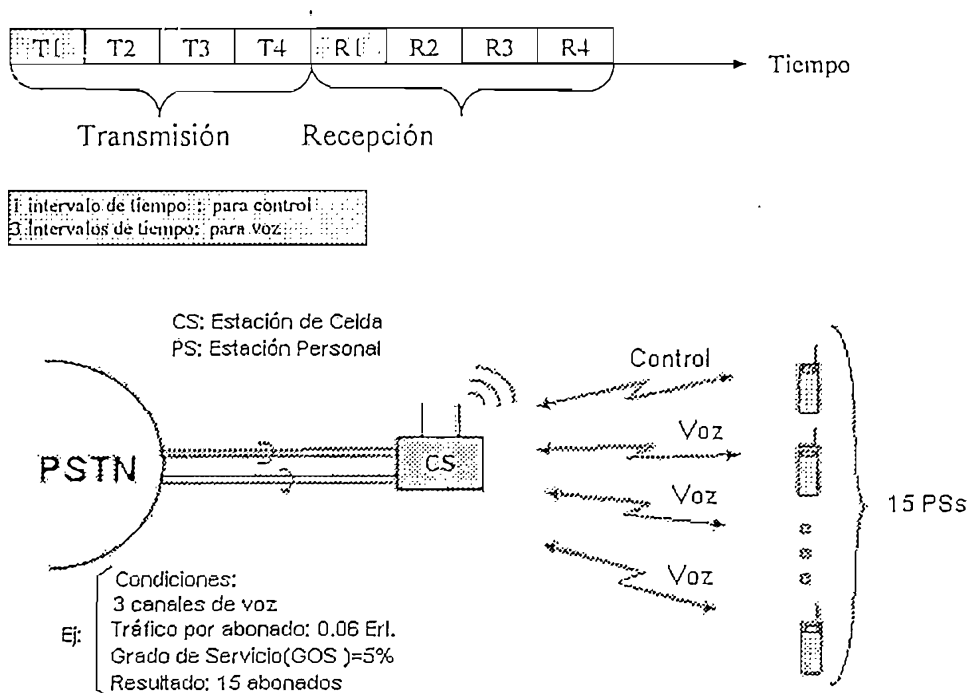 T1 T2 T3 T4 R1 R2 R3 R4
Tiempo
Transmisión Recepción
1 intervalo de tiempo : para control
3 Intervalos de tiempo: para voz
CS: Estación de Celda
PS: Estación Personal
Control
Voz
PSTN
CS
Voz
15 PSs
Voz
Ej:
Condiciones:
3 canales de voz
Tráfico por abonado: 0.06 Erl.
Grado de Servicio(GOS )=5%
Resultado: 15 abonados